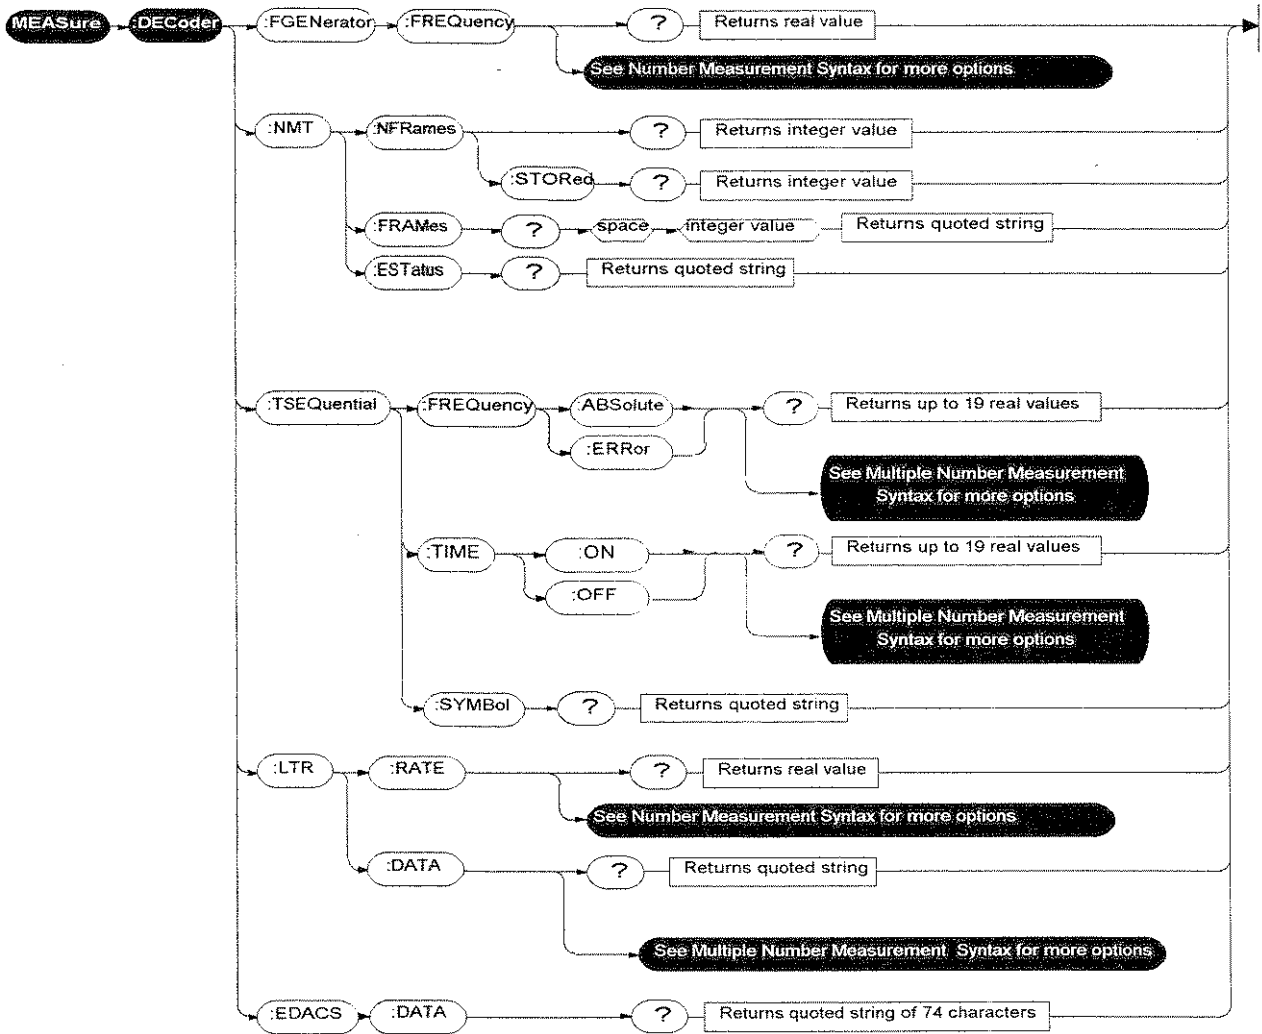 MEASure :DECoder :FGENerator :FREQuency ? Returns real value
See Number Measurement Syntax for more options
:NMT :NFRames ? Returns integer value
:STORed ? Returns integer value
:FRAMes ? space integer value Returns quoted string
:ESTatus ? Returns quoted string
:TSEQuential :FREQuency :ABSolute ? Returns up to 19 real values
:ERRor
See Multiple Number Measurement
Syntax for more options
:TIME :ON ? Returns up to 19 real values
:OFF
See Multiple Number Measurement
Syntax for more options
:SYMBol ? Returns quoted string
:LTR :RATE ? Returns real value
See Number Measurement Syntax for more options
:DATA ? Returns quoted string
See Multiple Number Measurement Syntax for more options
:EDACS :DATA ? Returns quoted string of 74 characters